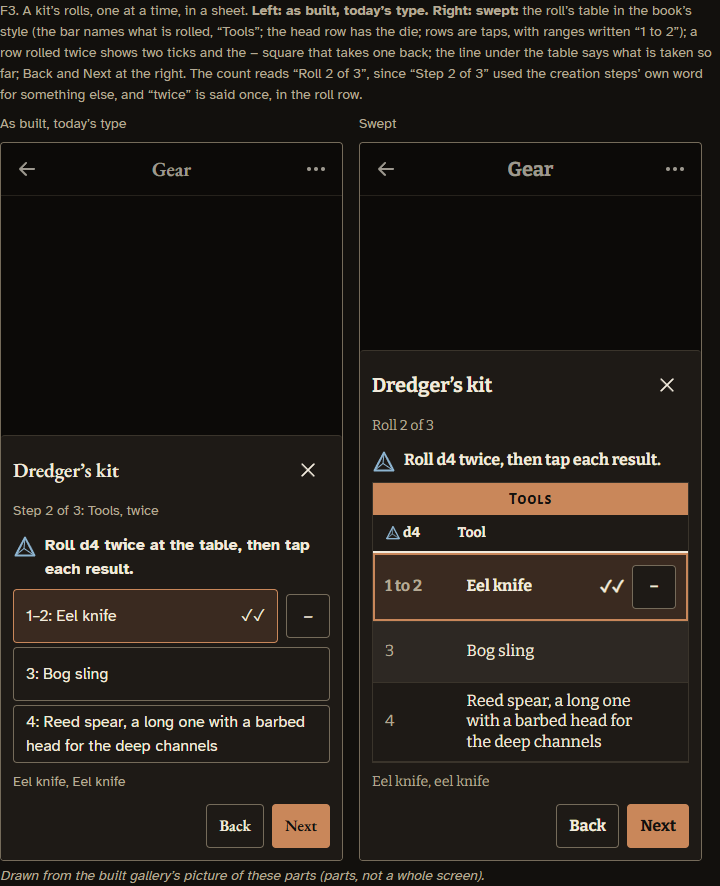 F3. A kit’s rolls, one at a time, in a sheet. Left: as built, today’s type. Right: swept: the roll’s table in the book’s
style (the bar names what is rolled, “Tools”; the head row has the die; rows are taps, with ranges written “1 to 2”); a
row rolled twice shows two ticks and the – square that takes one back; the line under the table says what is taken so
far; Back and Next at the right. The count reads “Roll 2 of 3”, since “Step 2 of 3” used the creation steps’ own word
for something else, and “twice” is said once, in the roll row.
As built, today’s type
Gear
Dredger’s kit
Step 2 of 3: Tools, twice
Roll d4 twice at the table, then tap
each result.
1–2: Eel knife ✓✓ –
3: Bog sling
4: Reed spear, a long one with a barbed
head for the deep channels
Eel knife, Eel knife
Back Next
Swept
Gear
Dredger’s kit
Roll 2 of 3
Roll d4 twice, then tap each result.
Tools
d4 Tool
1 to 2 Eel knife ✓✓ –
3 Bog sling
4 Reed spear, a long one
with a barbed head for
the deep channels
Eel knife, eel knife
Back Next
Drawn from the built gallery’s picture of these parts (parts, not a whole screen).